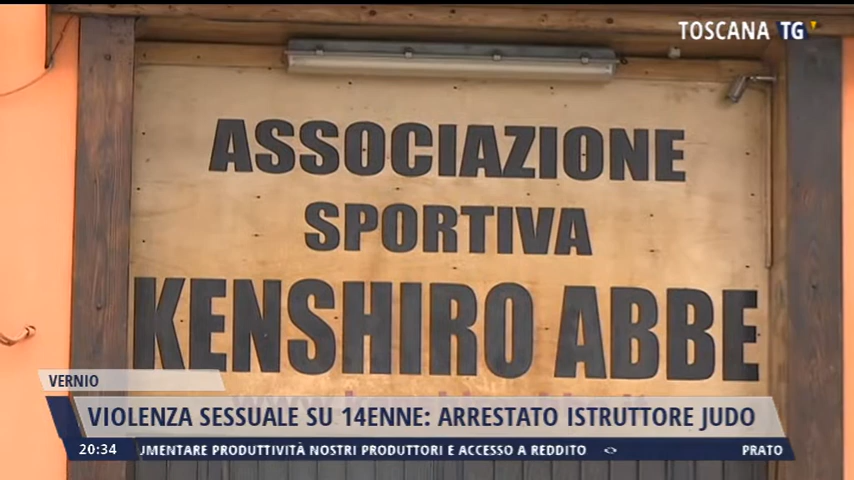 TOSCANA TG
ASSOCIAZIONE
SPORTIVA
KENSHIRO ABBE
VERNIO
VIOLENZA SESSUALE SU 14ENNE: ARRESTATO ISTRUTTORE JUDO
20:34 UMENTARE PRODUTTIVITÀ NOSTRI PRODUTTORI E ACCESSO A REDDITO PRATO